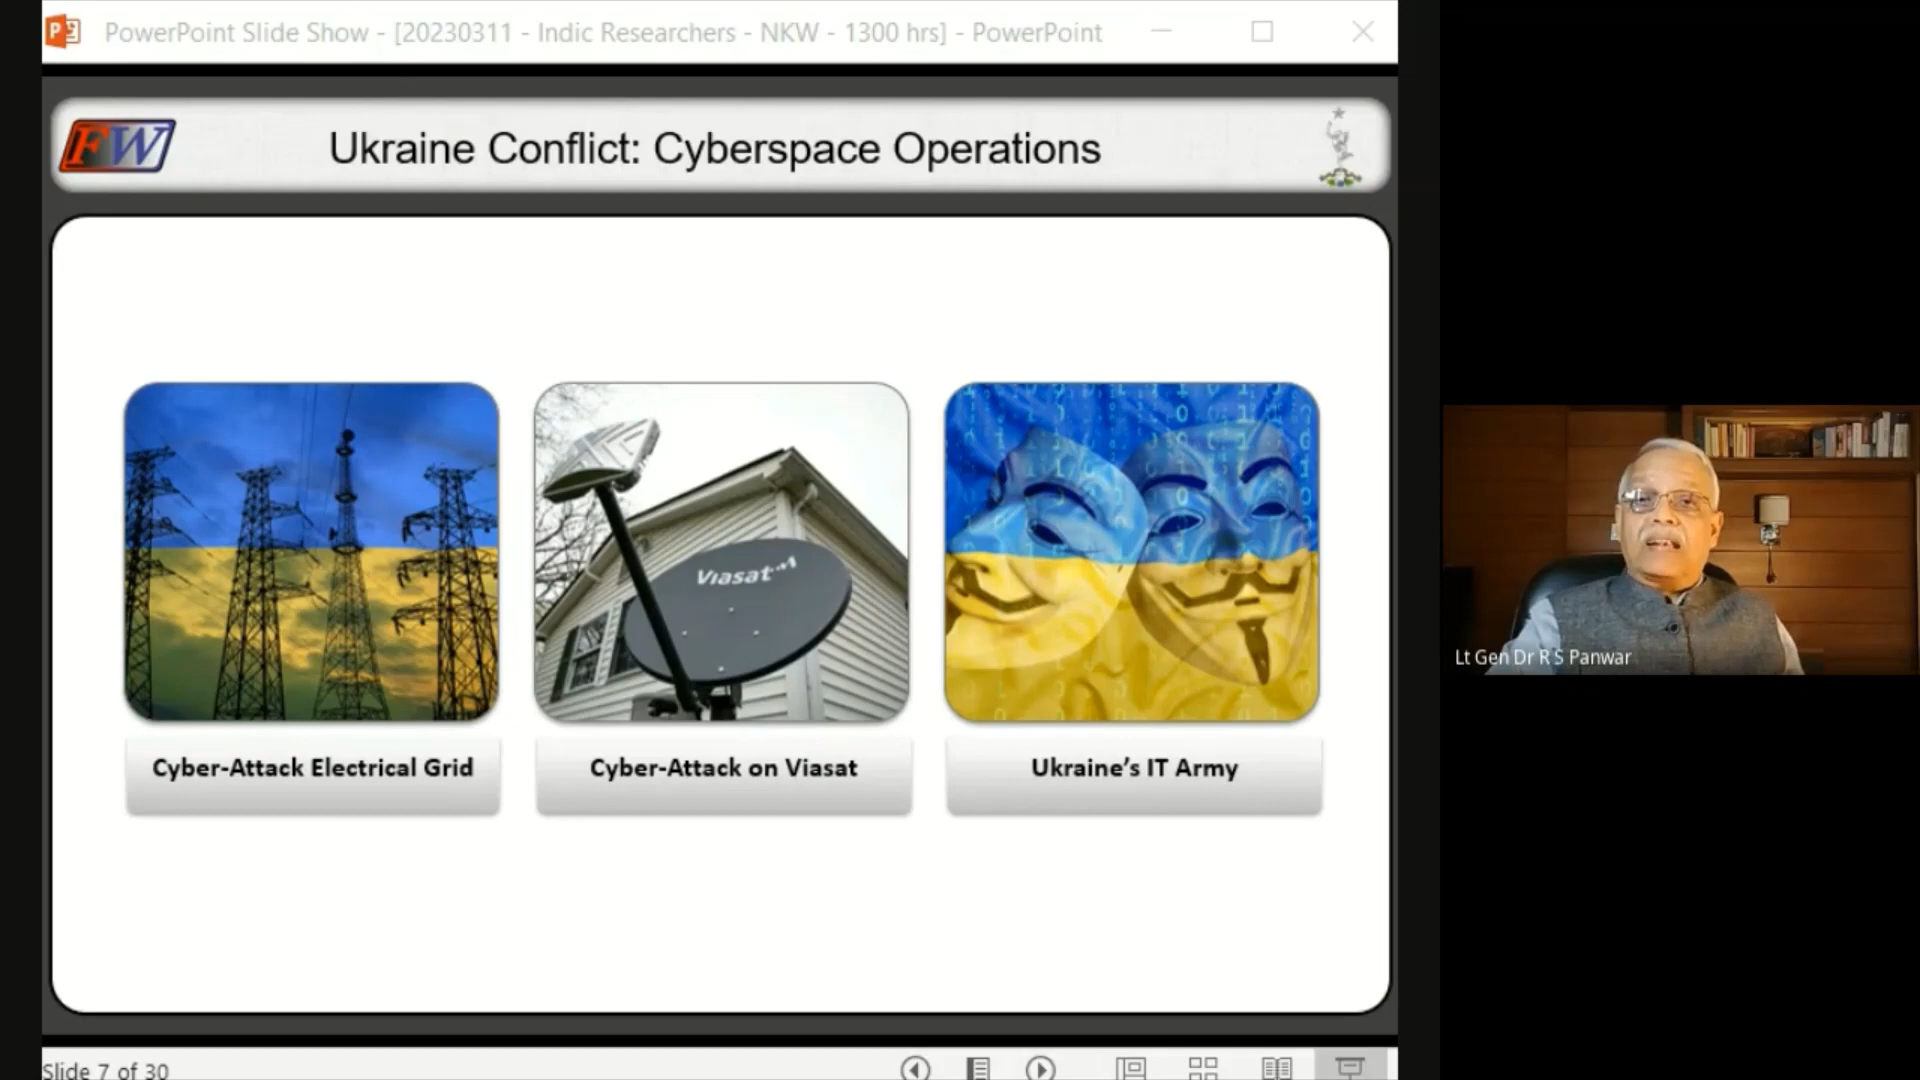 PowerPoint Slide Show - [20230311 - Indic Researchers - NKW - 1300 hrs] - PowerPoint
FW
Ukraine Conflict: Cyberspace Operations
Viasat™
Cyber-Attack Electrical Grid
Cyber-Attack on Viasat
Ukraine’s IT Army
Lt Gen Dr R S Panwar
Slide 7 of 30